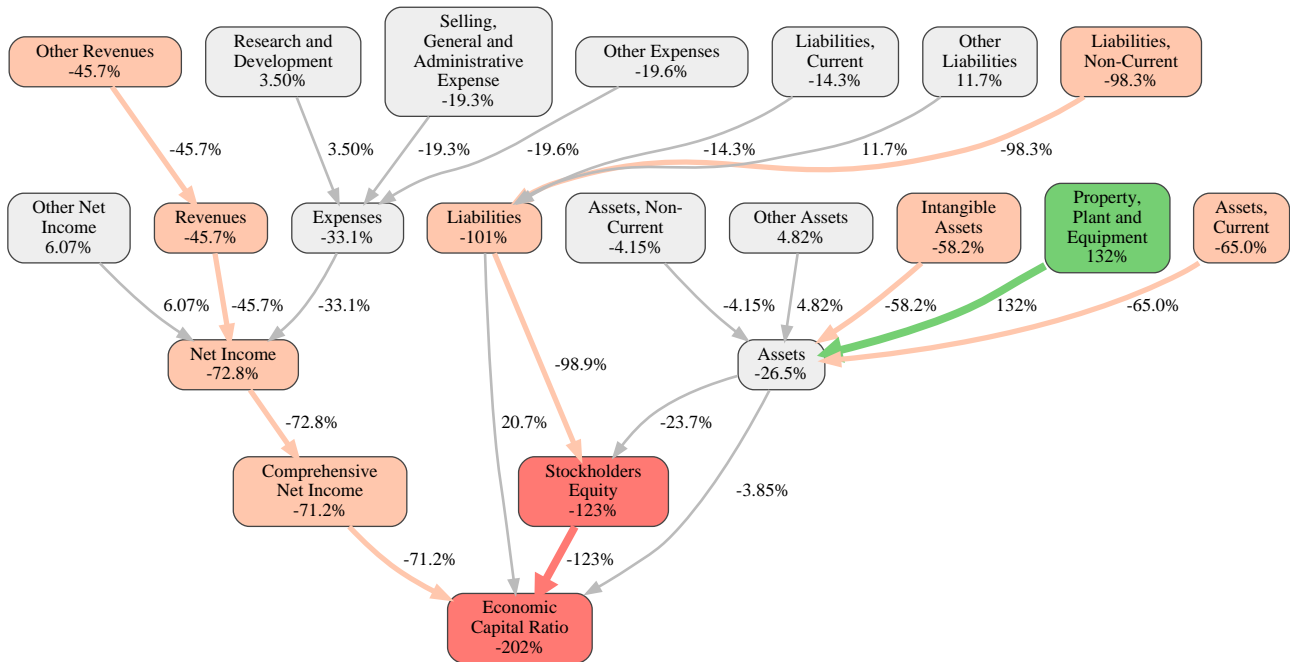 Other Revenues
-45.7%
Research and
Development
3.50%
Selling,
General and
Administrative
Expense
-19.3%
Other Expenses
-19.6%
Liabilities,
Current
-14.3%
Other
Liabilities
11.7%
Liabilities,
Non-Current
-98.3%
-45.7%
3.50%
-19.3%
-19.6%
-14.3%
11.7%
-98.3%
Other Net
Income
6.07%
Revenues
-45.7%
Expenses
-33.1%
Liabilities
-101%
Assets, Non-
Current
-4.15%
Other Assets
4.82%
Intangible
Assets
-58.2%
Property,
Plant and
Equipment
132%
Assets,
Current
-65.0%
6.07%
-45.7%
-33.1%
-4.15%
4.82%
-58.2%
132%
-65.0%
Net Income
-72.8%
-98.9%
Assets
-26.5%
-72.8%
20.7%
-23.7%
Comprehensive
Net Income
-71.2%
Stockholders
Equity
-123%
-3.85%
-71.2%
-123%
Economic
Capital Ratio
-202%